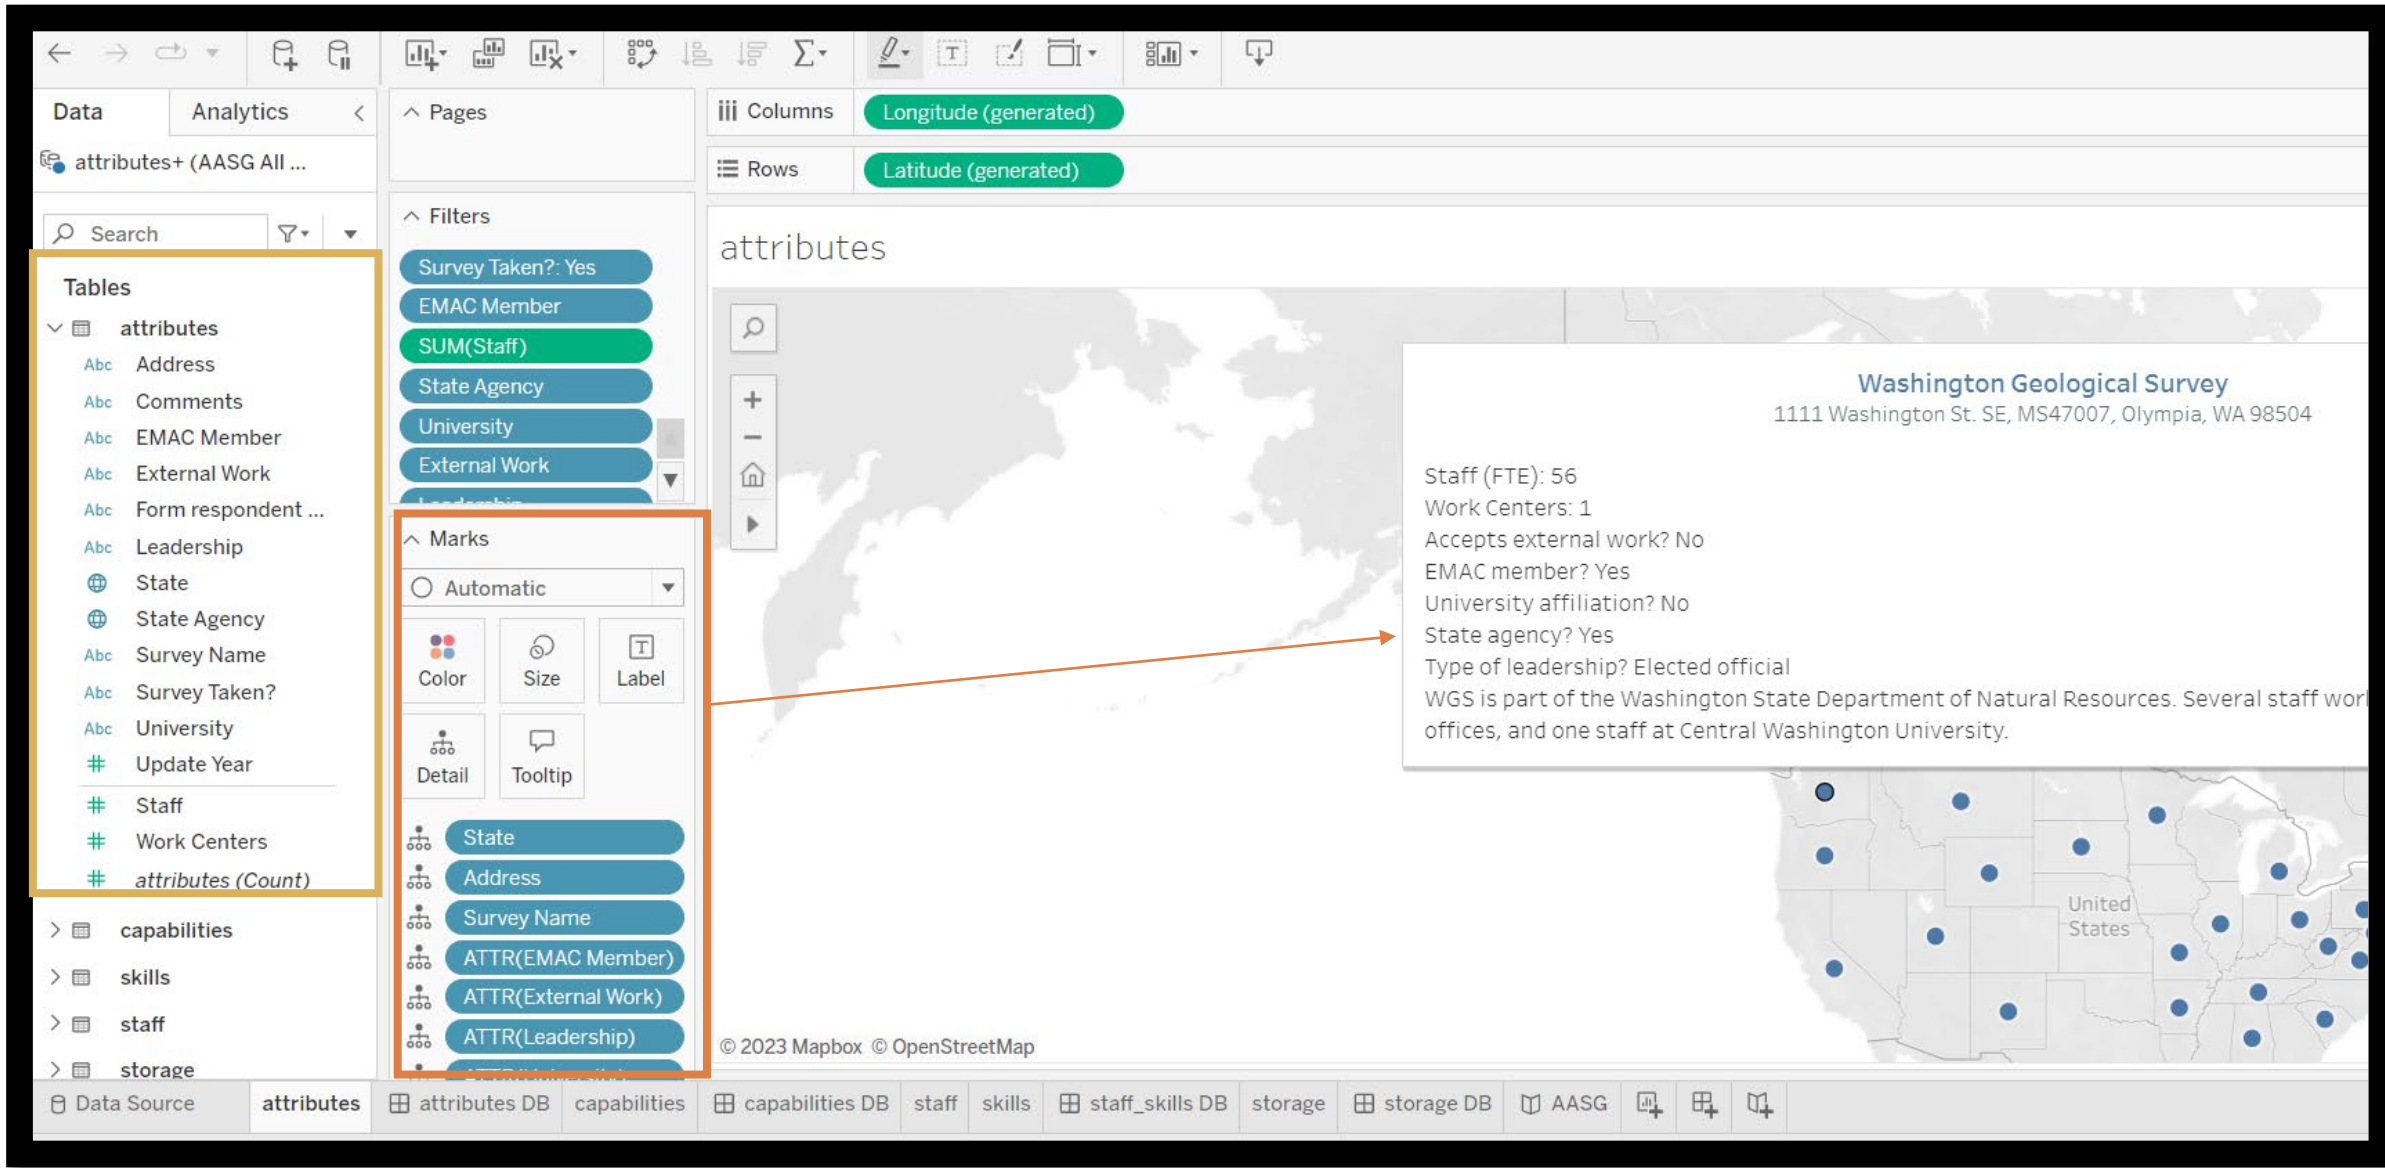 Data
Analytics
attributes+ (AASG All ...
Search
Tables
attributes
Abc Address
Abc Comments
Abc EMAC Member
Abc External Work
Abc Form respondent ...
Abc Leadership
State
State Agency
Abc Survey Name
Abc Survey Taken?
Abc University
# Update Year
# Staff
# Work Centers
# attributes (Count)
capabilities
skills
staff
storage
Pages
Filters
Survey Taken?: Yes
EMAC Member
SUM(Staff)
State Agency
University
External Work
Leadership
Marks
Automatic
Color
Size
Label
Detail
Tooltip
State
Address
Survey Name
ATTR(EMAC Member)
ATTR(External Work)
ATTR(Leadership)
Columns
Longitude (generated)
Rows
Latitude (generated)
attributes
Washington Geological Survey
1111 Washington St. SE, MS47007, Olympia, WA 98504
Staff (FTE): 56
Work Centers: 1
Accepts external work? No
EMAC member? Yes
University affiliation? No
State agency? Yes
Type of leadership? Elected official
WGS is part of the Washington State Department of Natural Resources. Several staff wor
offices, and one staff at Central Washington University.
United
States
© 2023 Mapbox © OpenStreetMap
Data Source
attributes
attributes DB
capabilities
capabilities DB
staff
skills
staff_skills DB
storage
storage DB
AASG